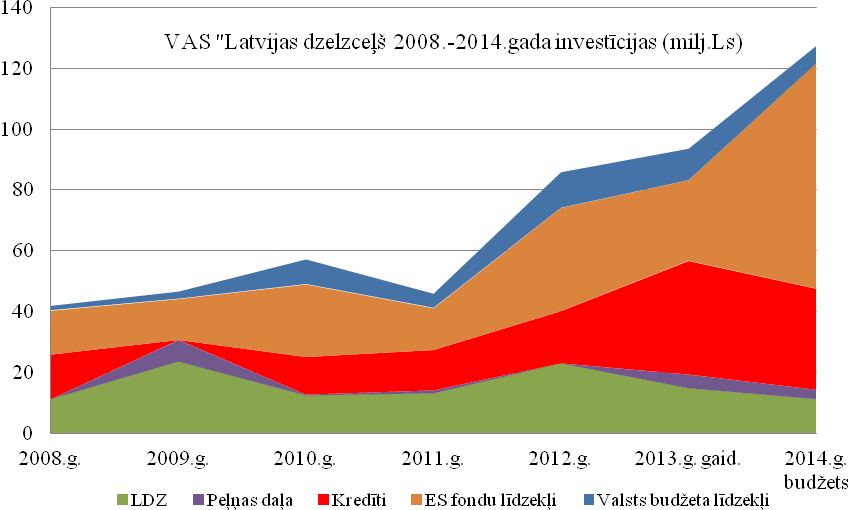 140
VAS "Latvijas dzelzceļš 2008.-2014.gada investīcijas (milj.Ls)
120
100
80
60
40
20
0
2008.g. 2009.g. 2010.g. 2011.g. 2012.g. 2013.g. gaid. 2014.g.
budžets
LDZ Peļņas daļa Kredīti ES fondu līdzekļi Valsts budžeta līdzekļi